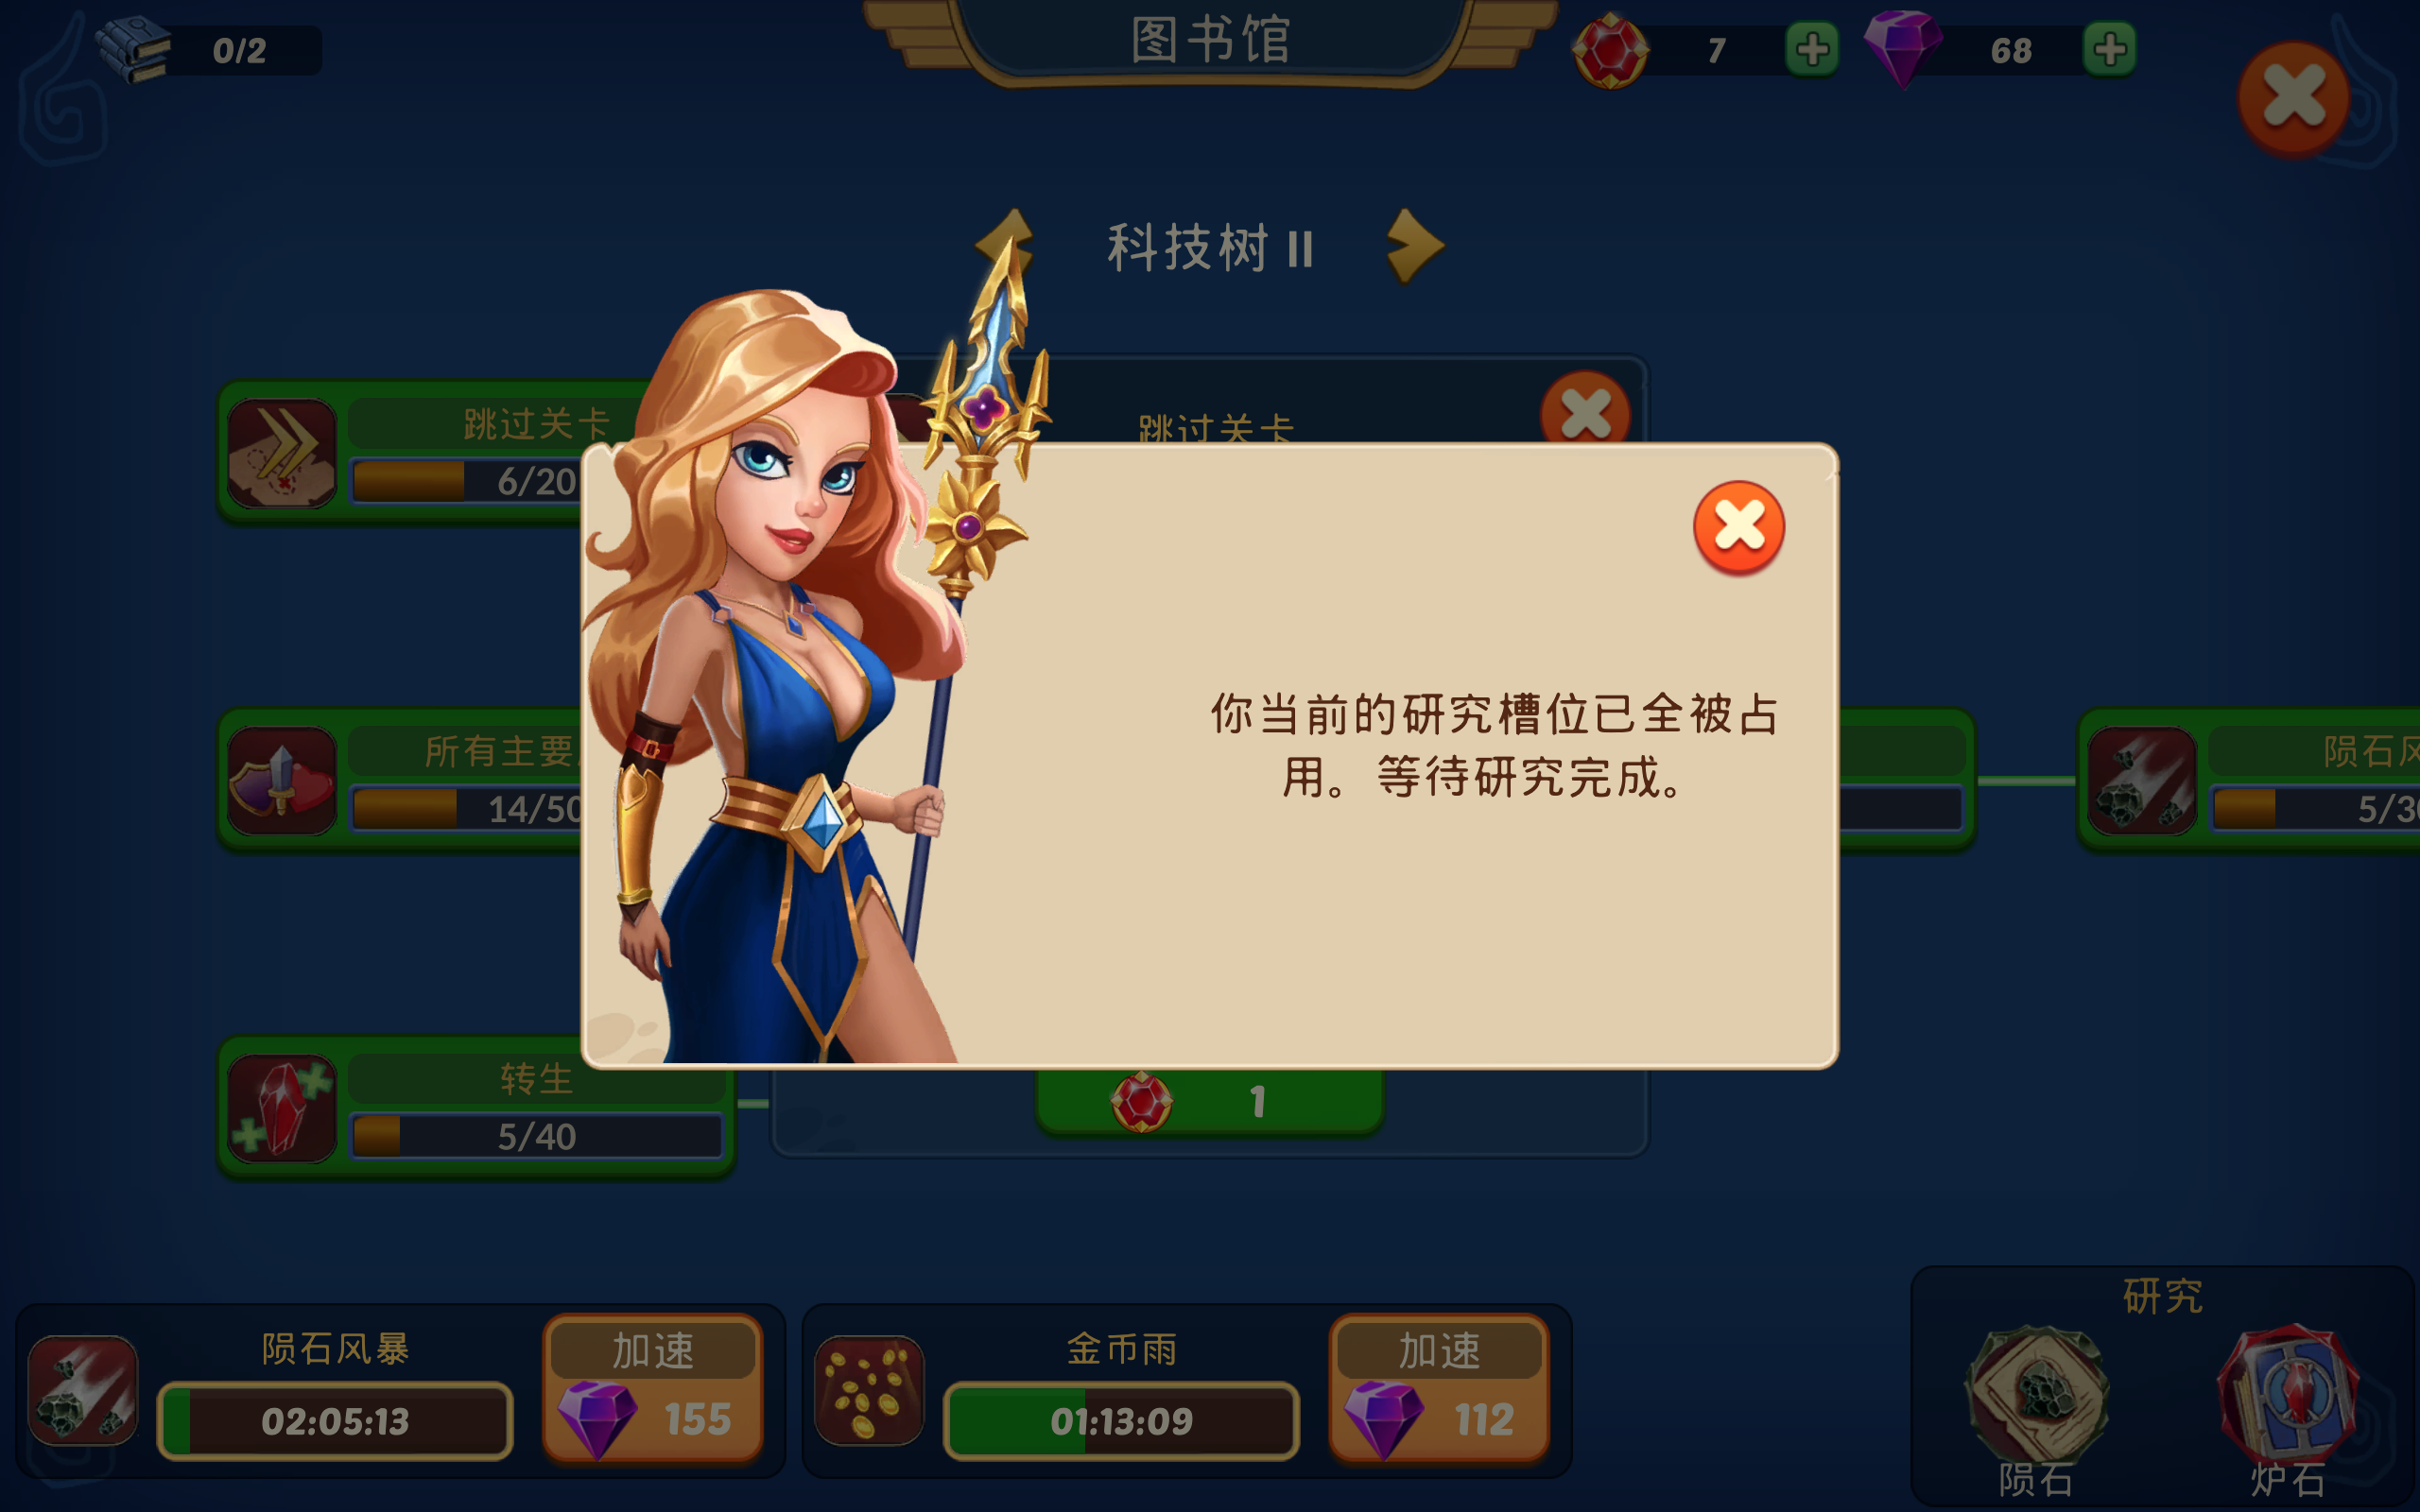 0/2
图书馆
7
68
科技树 II
跳过关卡
6/20
跳过关卡
你当前的研究槽位已全被占
用。等待研究完成。
所有主要
14/50
陨石风
5/30
转生
5/40
1
陨石风暴
02:05:13
加速
155
金币雨
01:13:09
加速
112
研究
陨石
炉石